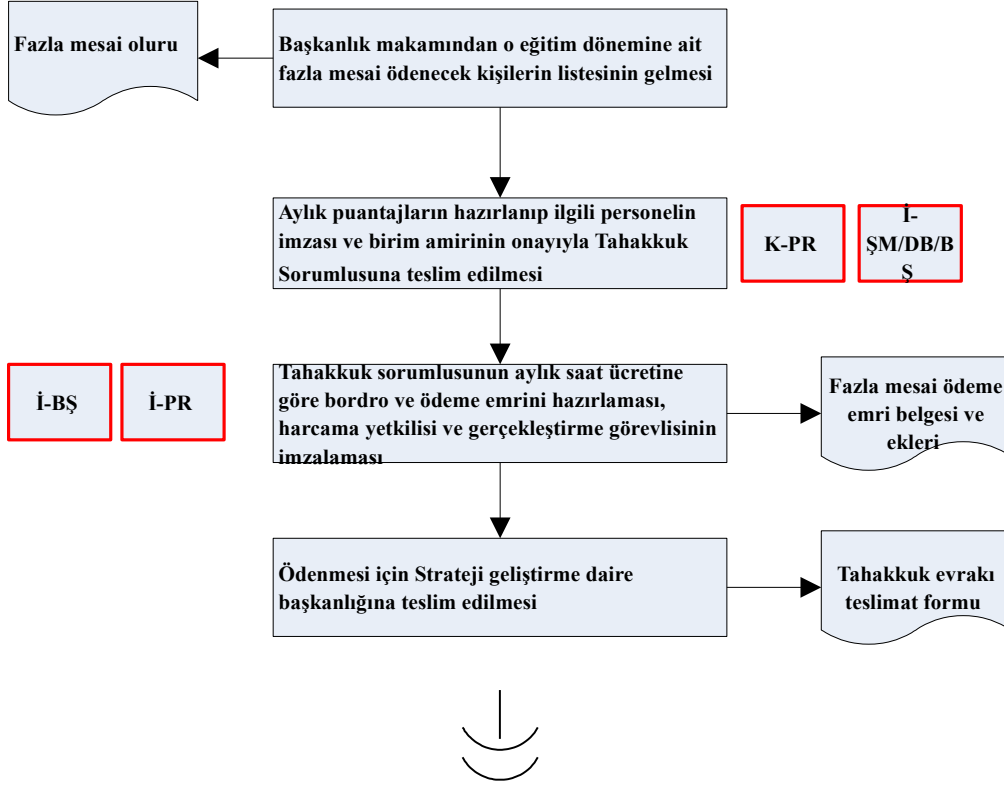 Fazla mesai oluru
Başkanlık makamından o eğitim dönemine ait
fazla mesai ödenecek kişilerin listesinin gelmesi
Aylık puantajların hazırlanıp ilgili personelin
imzası ve birim amirinin onayıyla Tahakkuk
Sorumlusuna teslim edilmesi
K-PR
İ-
ŞM/DB/B
Ş
İ-BŞ
İ-PR
Tahakkuk sorumlusunun aylık saat ücretine
göre bordro ve ödeme emrini hazırlaması,
harcama yetkilisi ve gerçekleştirme görevlisinin
imzalaması
Fazla mesai ödeme
emri belgesi ve
ekleri
Ödenmesi için Strateji geliştirme daire
başkanlığına teslim edilmesi
Tahakkuk evrakı
teslimat formu